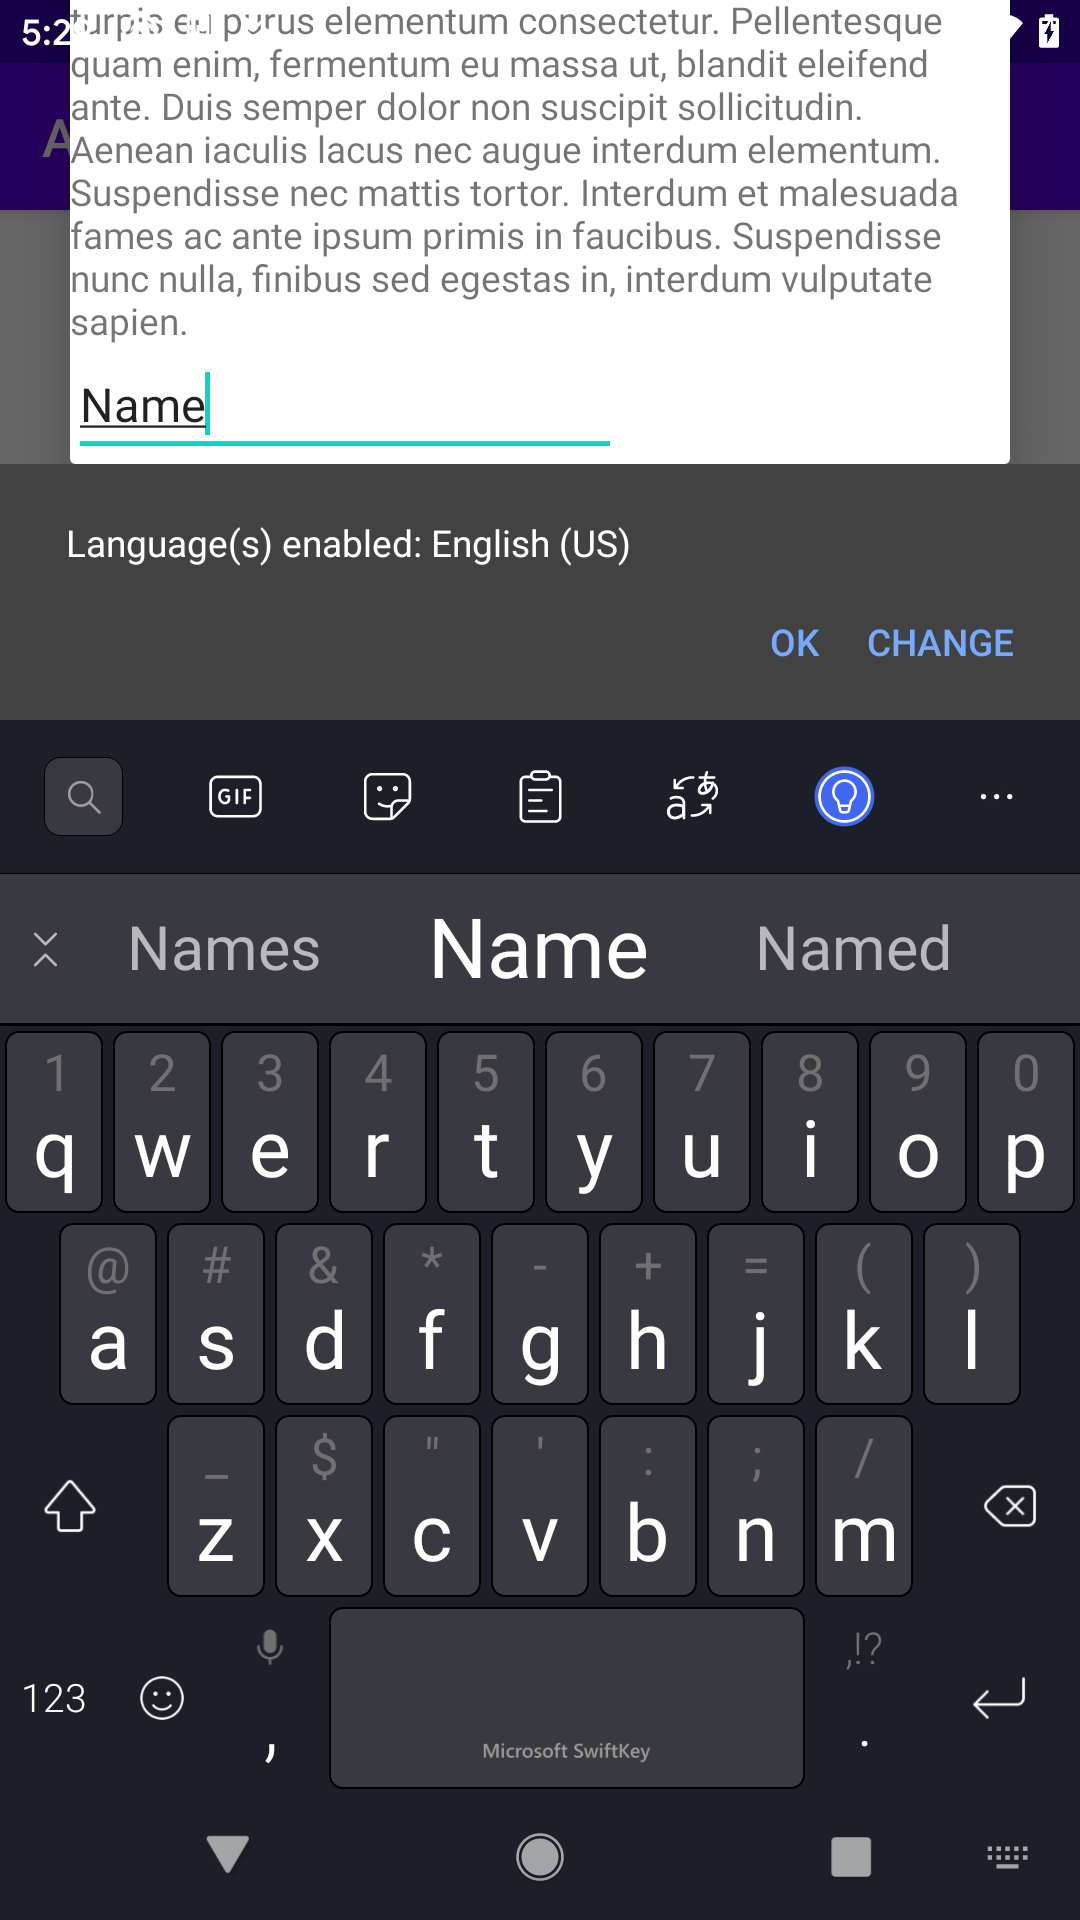 5:2
A
turpis eu purus elementum consectetur. Pellentesque
quam enim, fermentum eu massa ut, blandit eleifend
ante. Duis semper dolor non suscipit sollicitudin.
Aenean iaculis lacus nec augue interdum elementum.
Suspendisse nec mattis tortor. Interdum et malesuada
fames ac ante ipsum primis in faucibus. Suspendisse
nunc nulla, finibus sed egestas in, interdum vulputate
sapien.
Name
Language(s) enabled: English (US)
OK CHANGE
GIF
Names Name Named
1 2 3 4 5 6 7 8 9 0
q w e r t y u i o p
@ # & * - + = ( )
a s d f g h j k l
_ $ " ' : ; /
z x c v b n m
,!?
123 , .
Microsoft SwiftKey